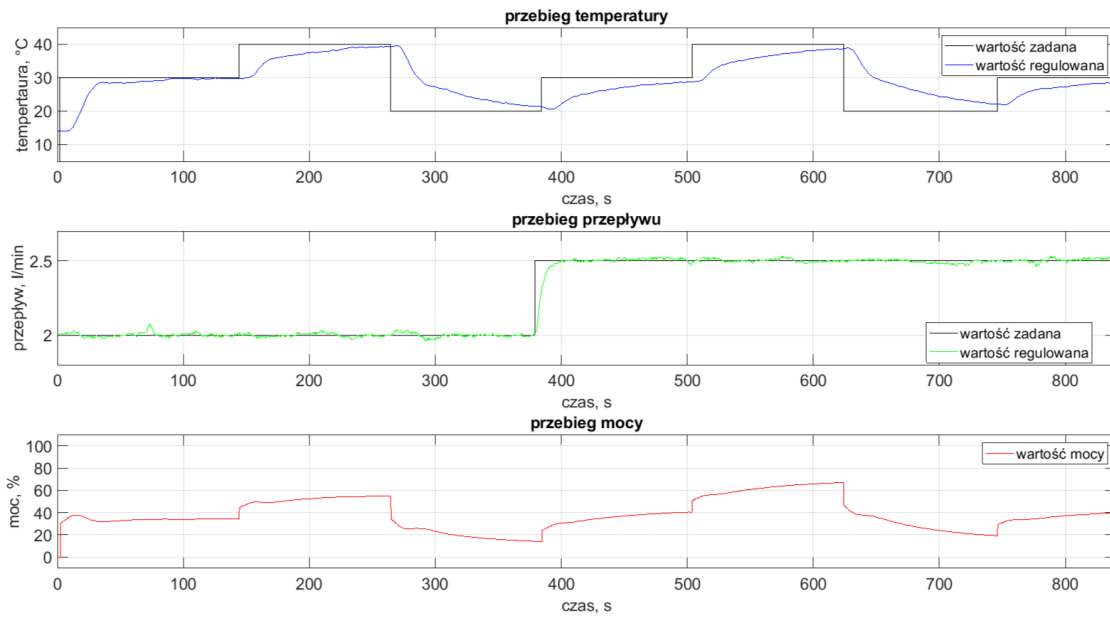 przebieg temperatury
tempertaura, °C
40
30
20
10
wartość zadana
wartość regulowana
0 100 200 300 400 500 600 700 800
czas, s
przebieg przepływu
przepływ, l/min
2.5
2
wartość zadana
wartość regulowana
0 100 200 300 400 500 600 700 800
czas, s
przebieg mocy
moc, %
100
80
60
40
20
0
wartość mocy
0 100 200 300 400 500 600 700 800
czas, s